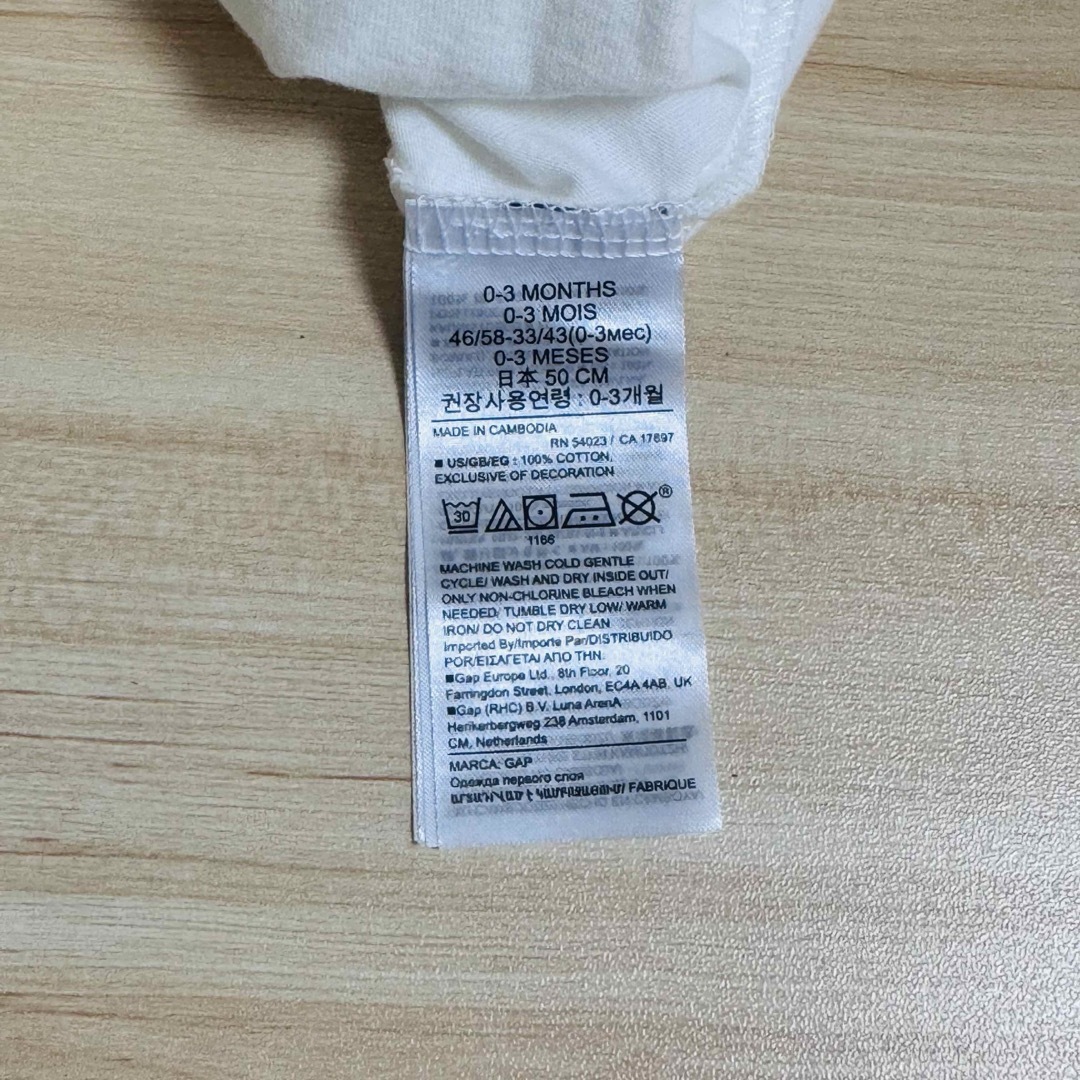 0-3 MONTHS
0-3 MOIS
46/58-33/43(0-3мес)
0-3 MESES
日本 50 CM
권장사용연령 : 0-3개월
MADE IN CAMBODIA
RN 54023 / CA 17897
■ US/GB/EG : 100% COTTON,
EXCLUSIVE OF DECORATION
30
®
1166
MACHINE WASH COLD GENTLE
CYCLE/ WASH AND DRY INSIDE OUT/
ONLY NON-CHLORINE BLEACH WHEN
NEEDED/ TUMBLE DRY LOW/ WARM
IRON/ DO NOT DRY CLEAN
Imported By/Importe Par/DISTRIBUIDO
POR/ΕΙΣΑΓΕΤΑΙ ΑΠΟ ΤΗΝ.
■Gap Europe Ltd., 8th Floor, 20
Farringdon Street, London, EC4A 4AB, UK
■Gap (RHC) B.V. Luna ArenA
Herikerbergweg 238 Amsterdam, 1101
CM, Netherlands
MARCA: GAP
Одежда первого слоя
FABRIQUE